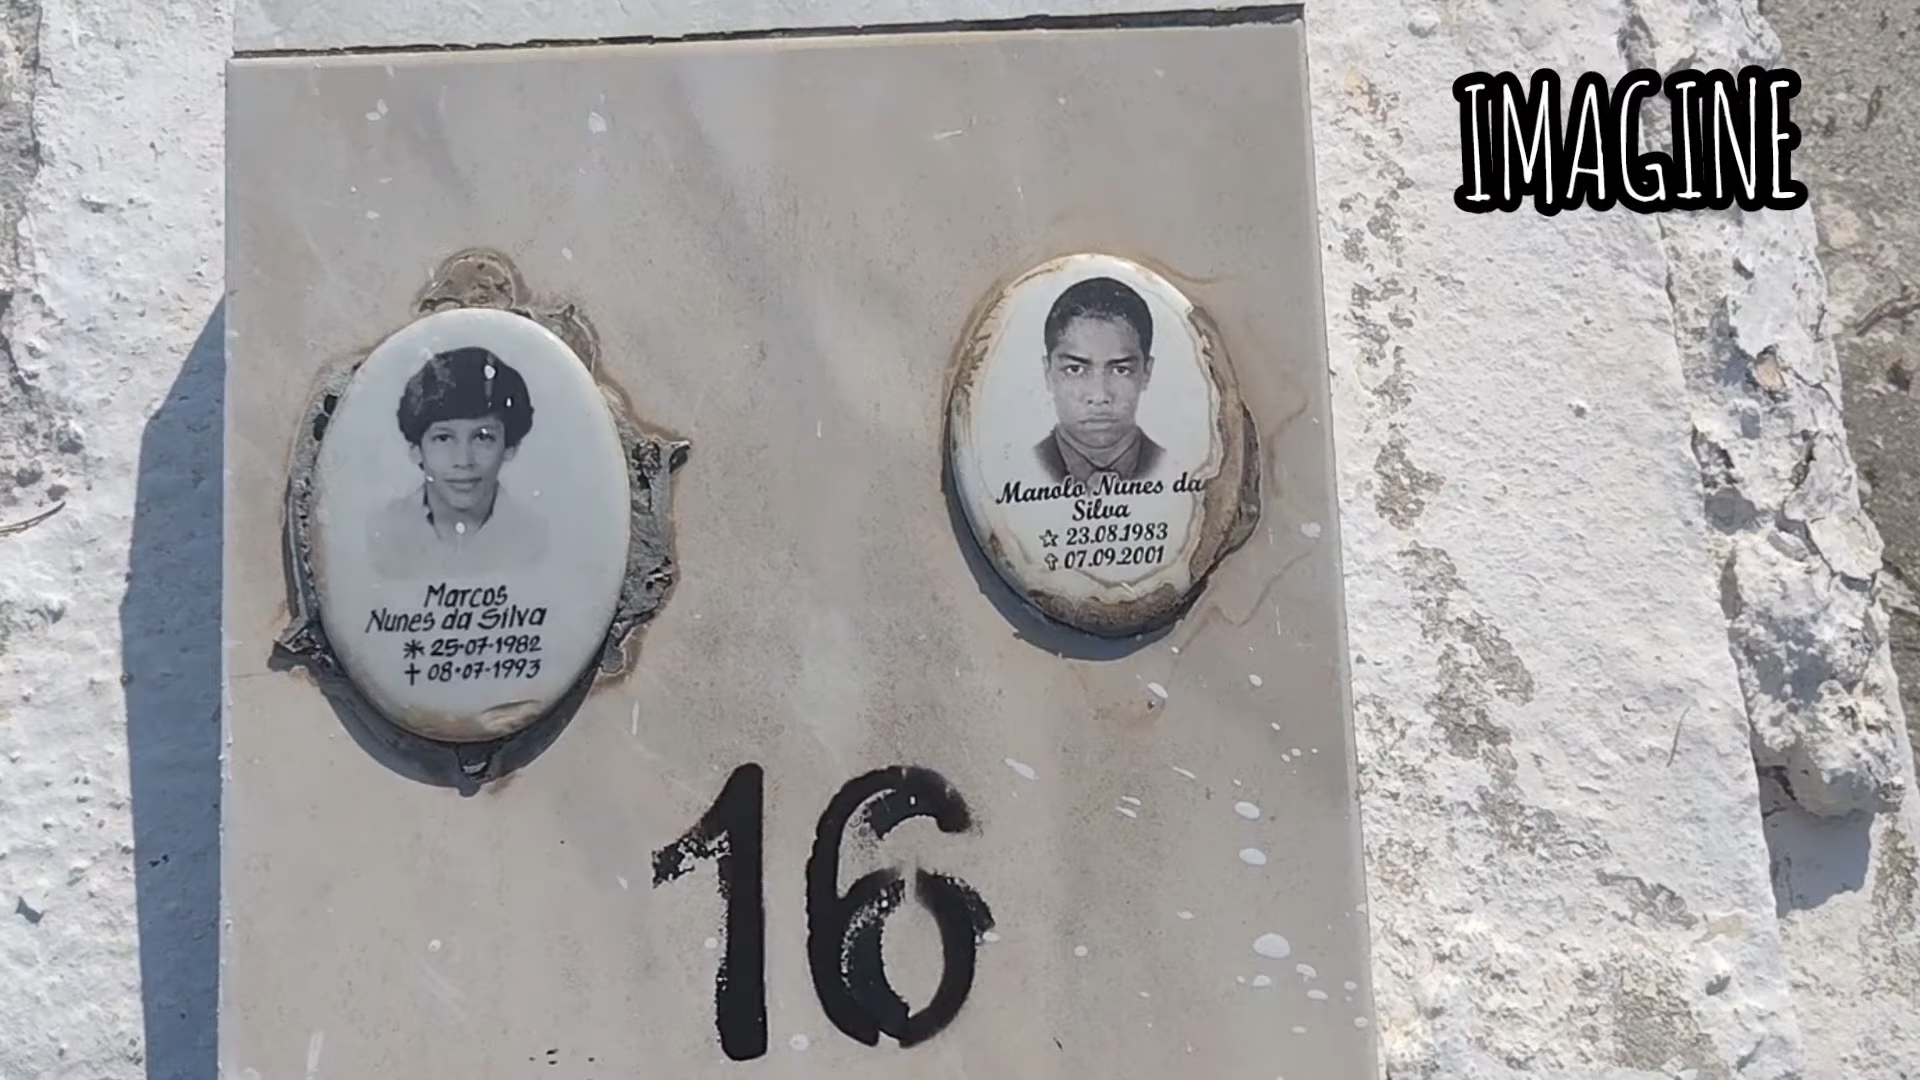 IMAGINE
Marcos
Nunes da Silva
* 25-07-1982
✝ 08-07-1993
Manolo Nunes da
Silva
☆ 23.08.1983
✝ 07.09.2001
16